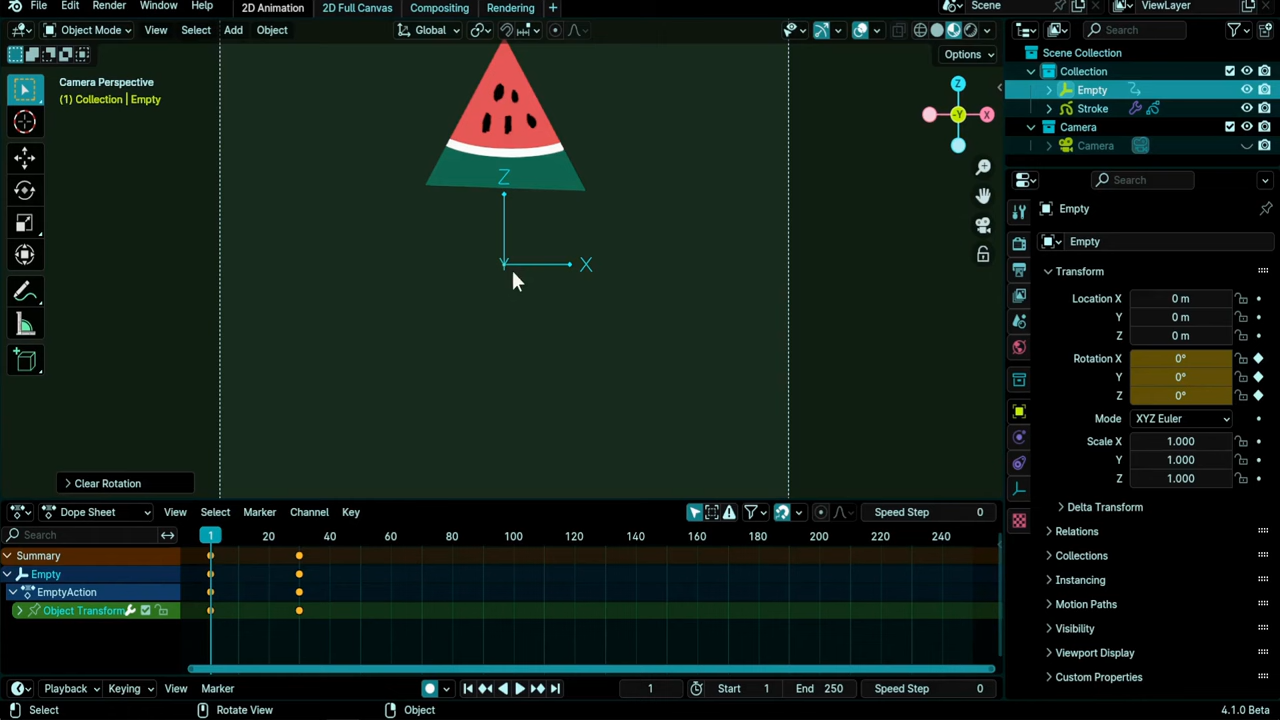 File Edit Render Window Help 2D Animation 2D Full Canvas Compositing Rendering + Scene ViewLayer
Object Mode View Select Add Object Global Search
Options
Camera Perspective
(1) Collection | Empty
Scene Collection
Collection
Empty
Stroke
Camera
Camera
Z
X
Z
-Y
X
Search
Empty
Empty
Transform
Location X 0 m
Y 0 m
Z 0 m
Rotation X 0°
Y 0°
Z 0°
Mode XYZ Euler
Scale X 1.000
Y 1.000
Z 1.000
Delta Transform
Relations
Collections
Instancing
Motion Paths
Visibility
Viewport Display
Custom Properties
Clear Rotation
Dope Sheet View Select Marker Channel Key Speed Step 0
Search 1 20 40 60 80 100 120 140 160 180 200 220 240
Summary
Empty
EmptyAction
Object Transform
Playback Keying View Marker 1 Start 1 End 250 Speed Step 0
Select Rotate View Object 4.1.0 Beta